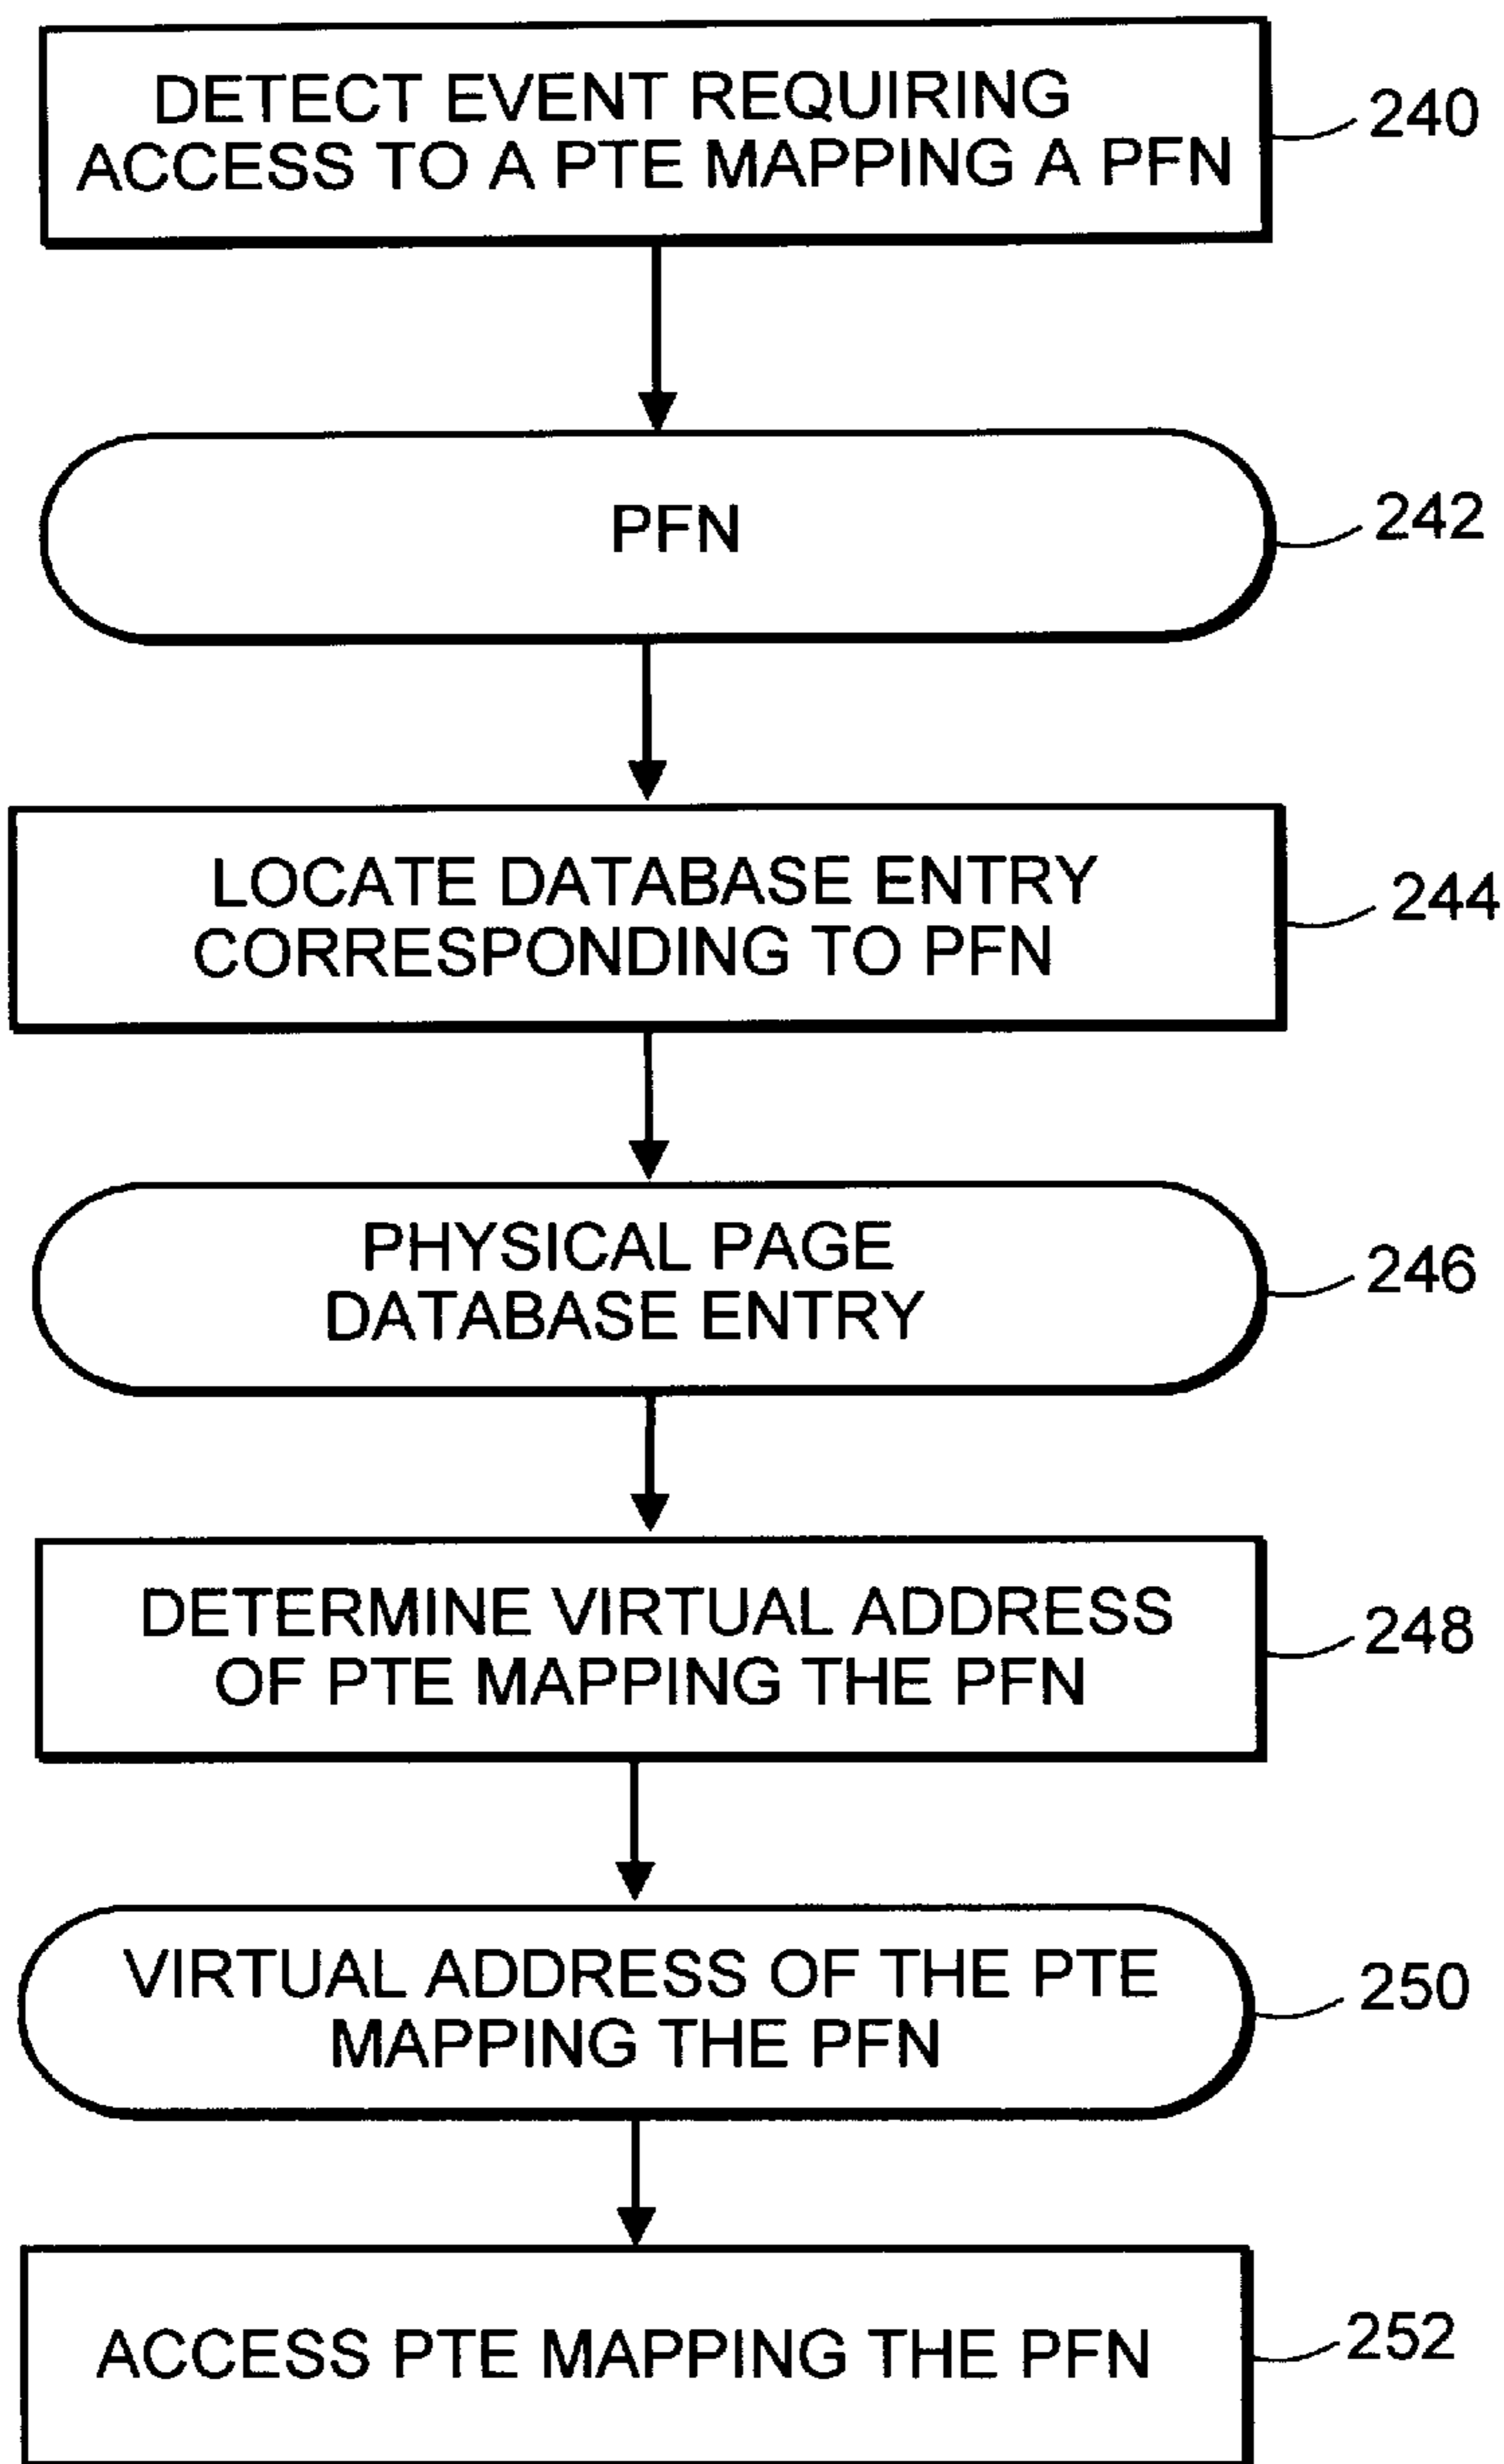 DETECT EVENT REQUIRING
ACCESS TO A PTE MAPPING A PFN
240
PFN
242
LOCATE DATABASE ENTRY
CORRESPONDING TO PFN
244
PHYSICAL PAGE
DATABASE ENTRY
246
DETERMINE VIRTUAL ADDRESS
OF PTE MAPPING THE PFN
248
VIRTUAL ADDRESS OF THE PTE
MAPPING THE PFN
250
ACCESS PTE MAPPING THE PFN
252